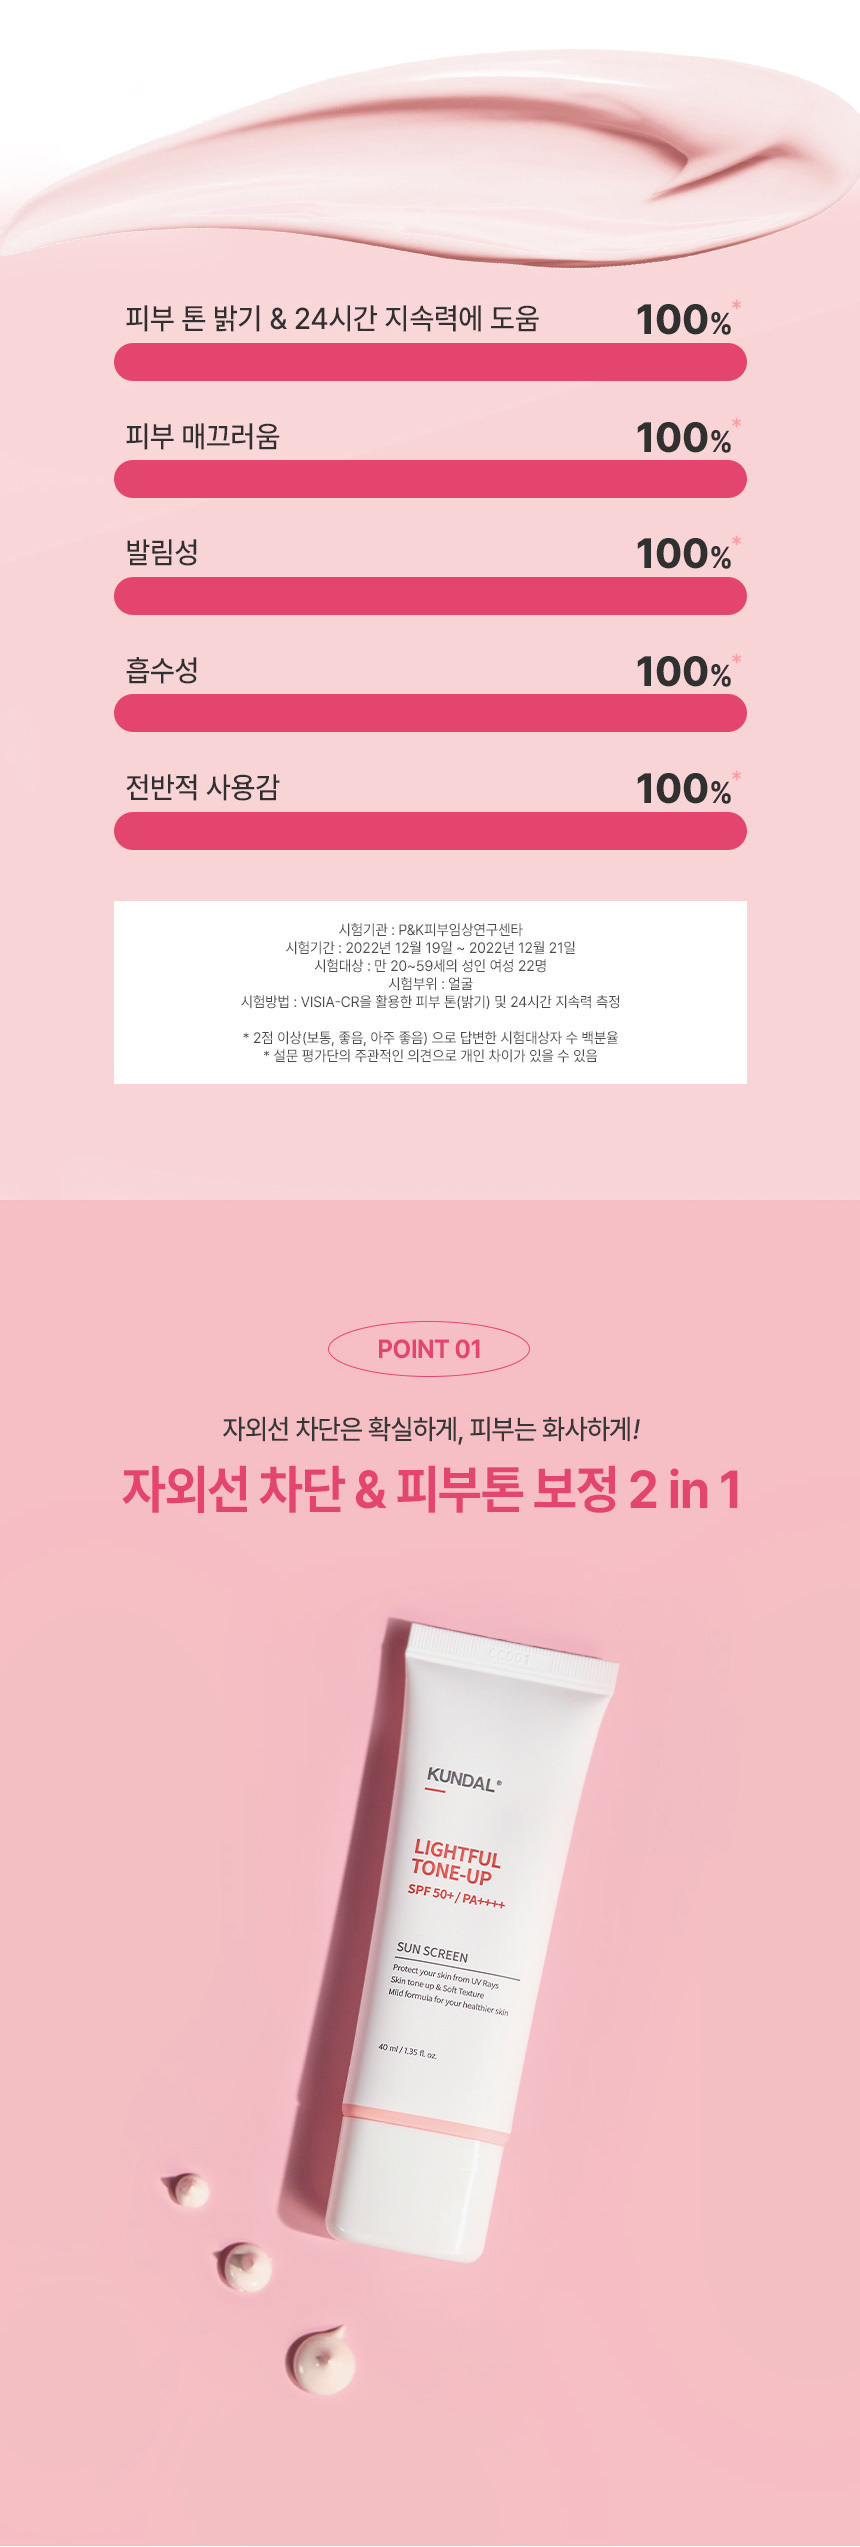 피부 톤 밝기 & 24시간 지속력에 도움 100%*
피부 매끄러움 100%*
발림성 100%*
흡수성 100%*
전반적 사용감 100%*
시험기관 : P&K피부임상연구센타
시험기간 : 2022년 12월 19일 ~ 2022년 12월 21일
시험대상 : 만 20~59세의 성인 여성 22명
시험부위 : 얼굴
시험방법 : VISIA-CR을 활용한 피부 톤(밝기) 및 24시간 지속력 측정
* 2점 이상(보통, 좋음, 아주 좋음) 으로 답변한 시험대상자 수 백분율
* 설문 평가단의 주관적인 의견으로 개인 차이가 있을 수 있음
POINT 01
자외선 차단은 확실하게, 피부는 화사하게!
자외선 차단 & 피부톤 보정 2 in 1
KUNDAL®
LIGHTFUL
TONE-UP
SPF 50+ / PA++++
SUN SCREEN
Protect your skin from UV Rays
Skin tone up & Soft Texture
Mild formula for your healthier skin
40 ml / 1.35 fl. oz.